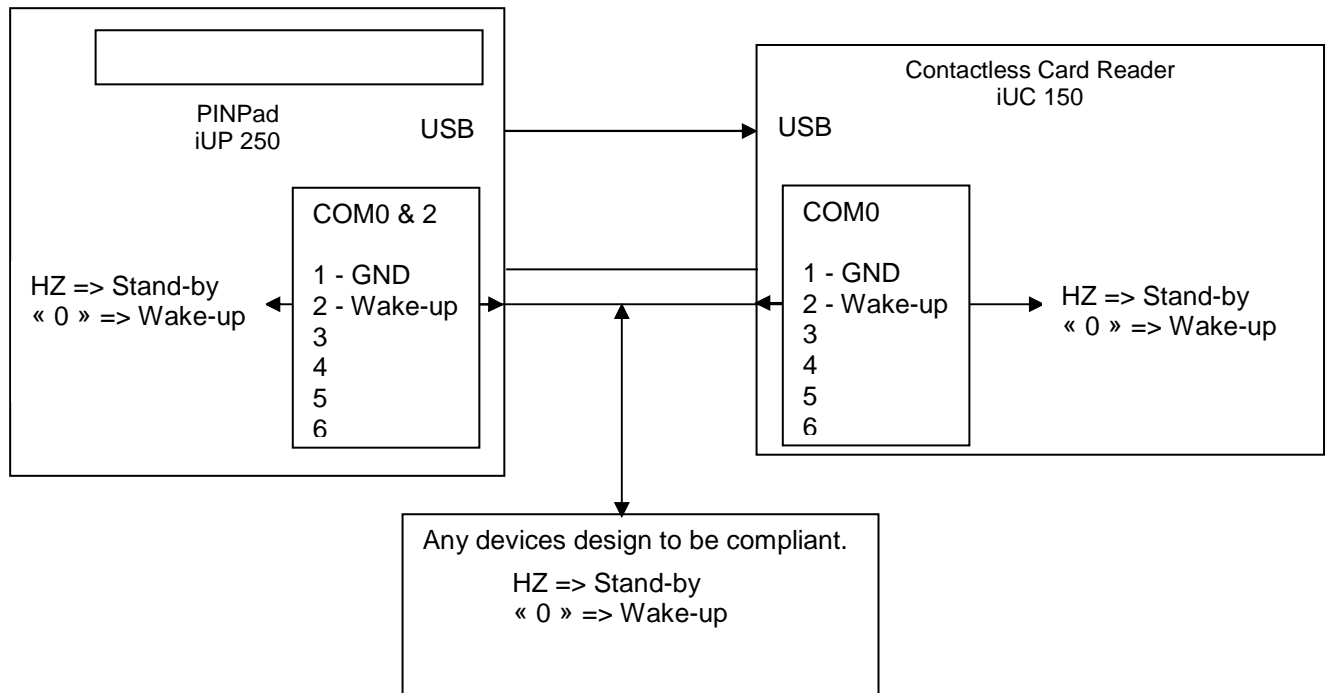 PINPad
iUP 250
USB
COM0 & 2
1 - GND
2 - Wake-up
3
4
5
6
HZ => Stand-by
« 0 » => Wake-up
Contactless Card Reader
iUC 150
USB
COM0
1 - GND
2 - Wake-up
3
4
5
6
HZ => Stand-by
« 0 » => Wake-up
Any devices design to be compliant.
HZ => Stand-by
« 0 » => Wake-up